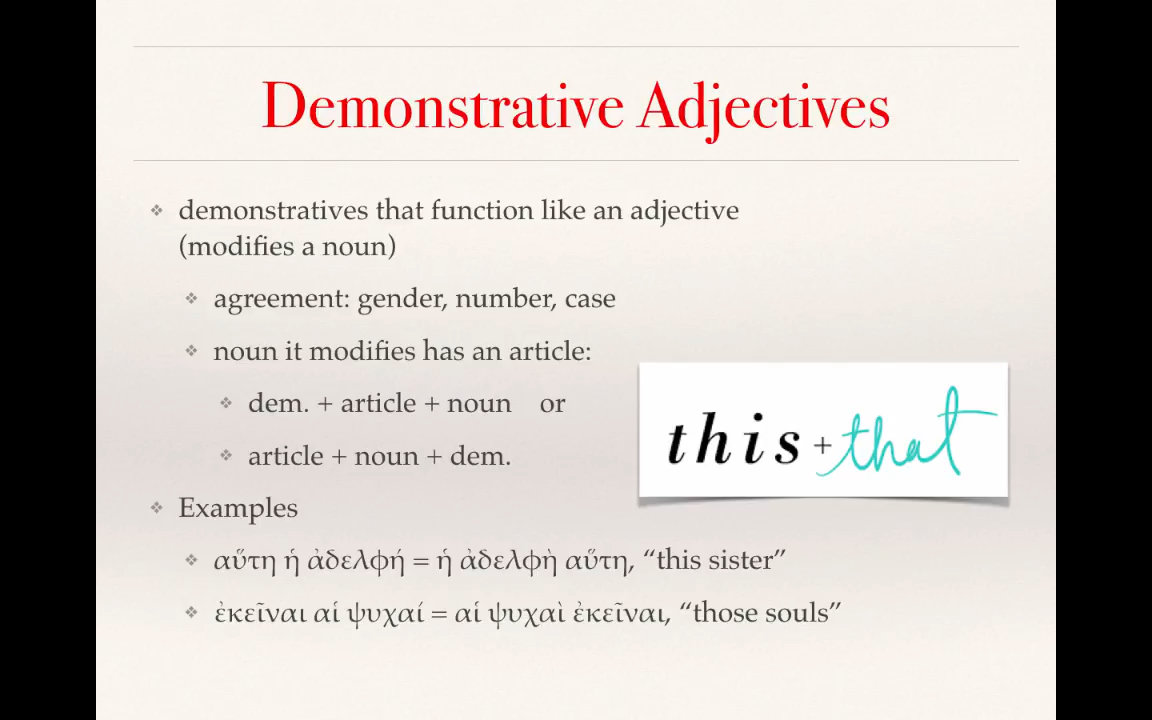 Demonstrative Adjectives
❖ demonstratives that function like an adjective
(modifies a noun)
❖ agreement: gender, number, case
❖ noun it modifies has an article:
❖ dem. + article + noun or
❖ article + noun + dem.
this + that
❖ Examples
❖ αὕτη ἡ ἀδελφή = ἡ ἀδελφὴ αὕτη, “this sister”
❖ ἐκεῖναι αἱ ψυχαί = αἱ ψυχαὶ ἐκεῖναι, “those souls”